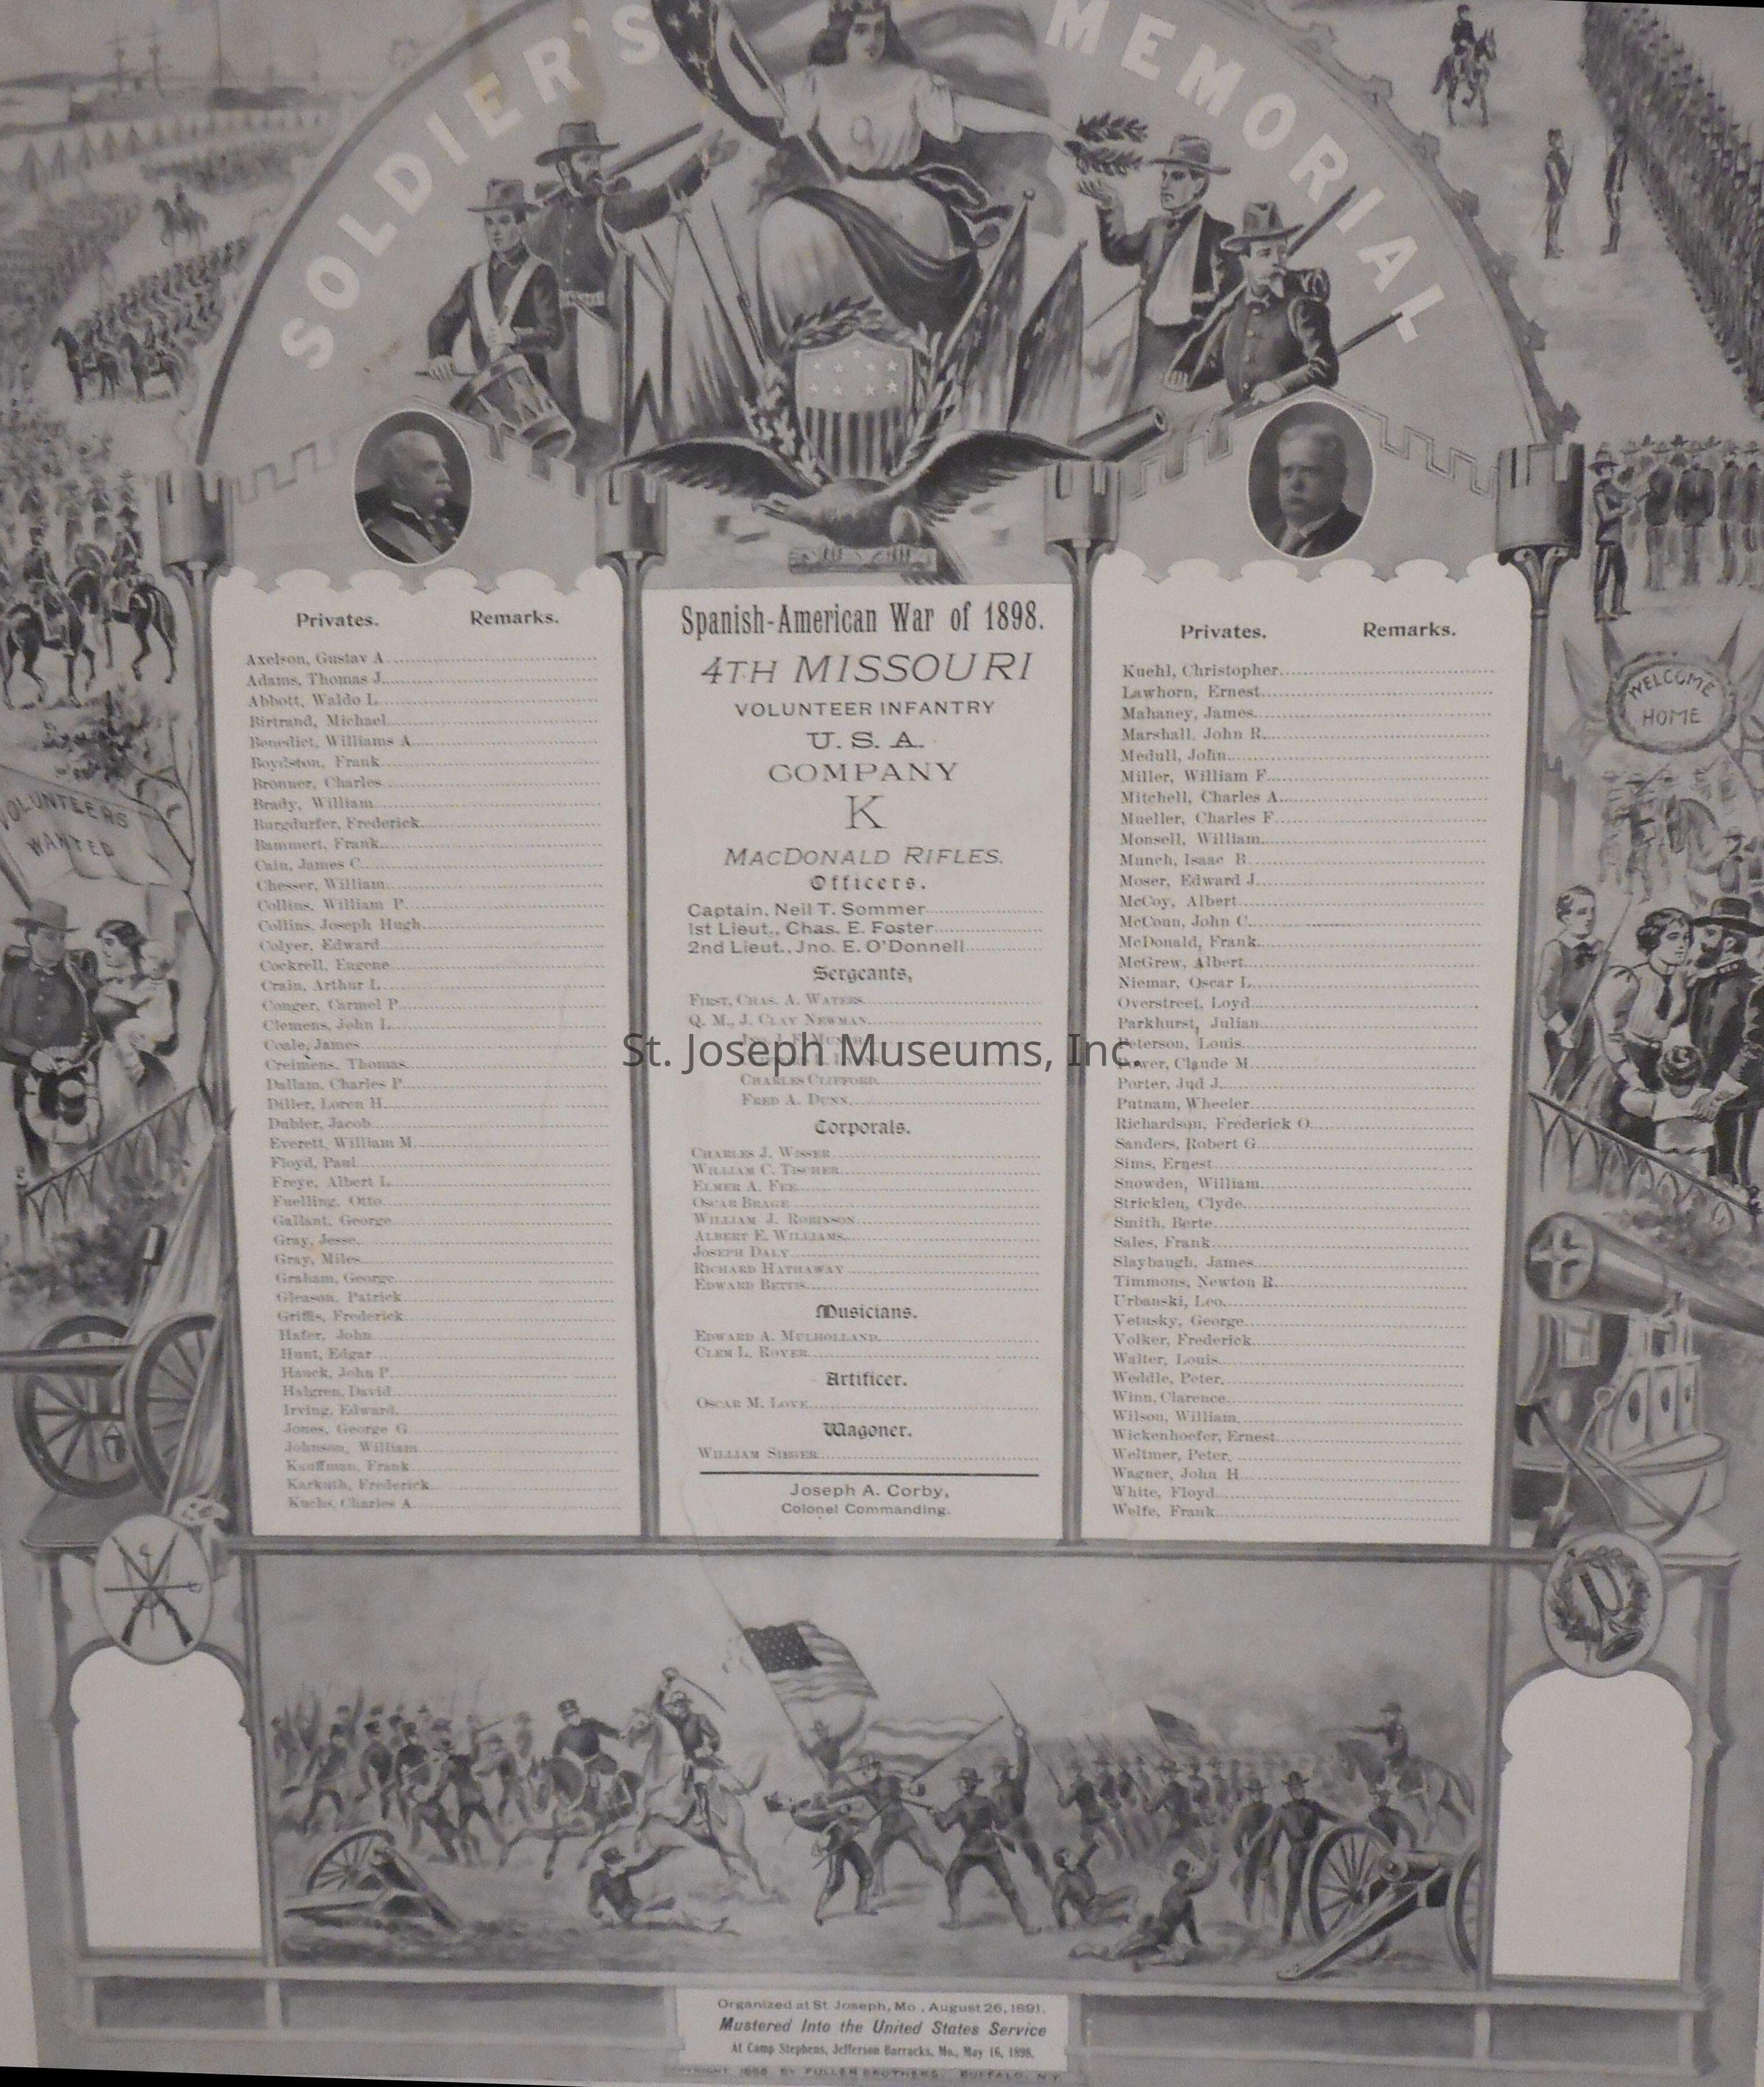 SOLDIER'S MEMORIAL
VOLUNTEERS
WANTED
WELCOME
HOME
Privates. Remarks.
Axelson, Gustav A
Adams, Thomas J.
Abbott, Waldo L
Birtrand, Michael
Benedict, Williams A.
Boydston, Frank
Bronner, Charles
Brady, William
Burgdurfer, Frederick
Bammert, Frank
Cain, James C.
Chesser, William
Collins, William P.
Collins, Joseph Hugh
Colyer, Edward
Cockrell, Eugene
Crain, Arthur L
Conger, Carmel P.
Clemens, John L
Coale, James
Creimens, Thomas
Dallam, Charles P.
Diller, Loren H.
Dubler, Jacob
Everett, William M
Floyd, Paul
Freye, Albert L
Fuelling, Otto
Gallant, George
Gray, Jesse
Gray, Miles
Graham, George
Gleason, Patrick
Griffis, Frederick
Hafer, John
Hunt, Edgar
Hauck, John P.
Halgren, David
Irving, Edward
Jones, George G
Johnson, William
Kauffman, Frank
Karkuth, Frederick
Kuchs, Charles A
Spanish-American War of 1898.
4TH MISSOURI
VOLUNTEER INFANTRY
U. S. A.
COMPANY
K
MACDONALD RIFLES.
Officers.
Captain, Neil T. Sommer
1st Lieut., Chas. E. Foster
2nd Lieut., Jno. E. O'Donnell
Sergeants,
FIRST, CHAS. A. WATERS
Q. M., J. CLAY NEWMAN
St. Joseph Museums, Inc.
CHARLES CLIFFORD
FRED A. DUNN
Corporals.
CHARLES J. WISSER
WILLIAM C. TISCHER
ELMER A. FEE
OSCAR BRAGE
WILLIAM J. ROBINSON
ALBERT E. WILLIAMS
JOSEPH DALY
RICHARD HATHAWAY
EDWARD BETTIS
Musicians.
EDWARD A. MULHOLLAND
CLEM L. ROYER
Artificer.
OSCAR M. LOVE
Wagoner.
WILLIAM SIEGER
Joseph A. Corby,
Colonel Commanding.
Privates. Remarks.
Kuehl, Christopher
Lawhorn, Ernest
Mahaney, James
Marshall, John R.
Medull, John
Miller, William F
Mitchell, Charles A.
Mueller, Charles F
Monsell, William
Munch, Isaac B
Moser, Edward J
McCoy, Albert
McCoun, John C.
McDonald, Frank
McGrew, Albert
Niemar, Oscar L
Overstreet, Loyd
Parkhurst, Julian
Peterson, Louis
Power, Claude M
Porter, Jud J
Putnam, Wheeler
Richardson, Frederick O
Sanders, Robert G
Sims, Ernest
Snowden, William
Stricklen, Clyde
Smith, Berte
Sales, Frank
Slaybaugh, James
Timmons, Newton R.
Urbanski, Leo
Vetusky, George
Volker, Frederick
Walter, Louis
Weddle, Peter
Winn, Clarence
Wilson, William
Wickenhoefer, Ernest
Weltmer, Peter
Wagner, John H
White, Floyd
Welfe, Frank
Organized at St. Joseph, Mo., August 26, 1891.
Mustered Into the United States Service
At Camp Stephens, Jefferson Barracks, Mo., May 16, 1898.
COPYRIGHT 1898 BY FULLER BROTHERS, BUFFALO, N.Y.